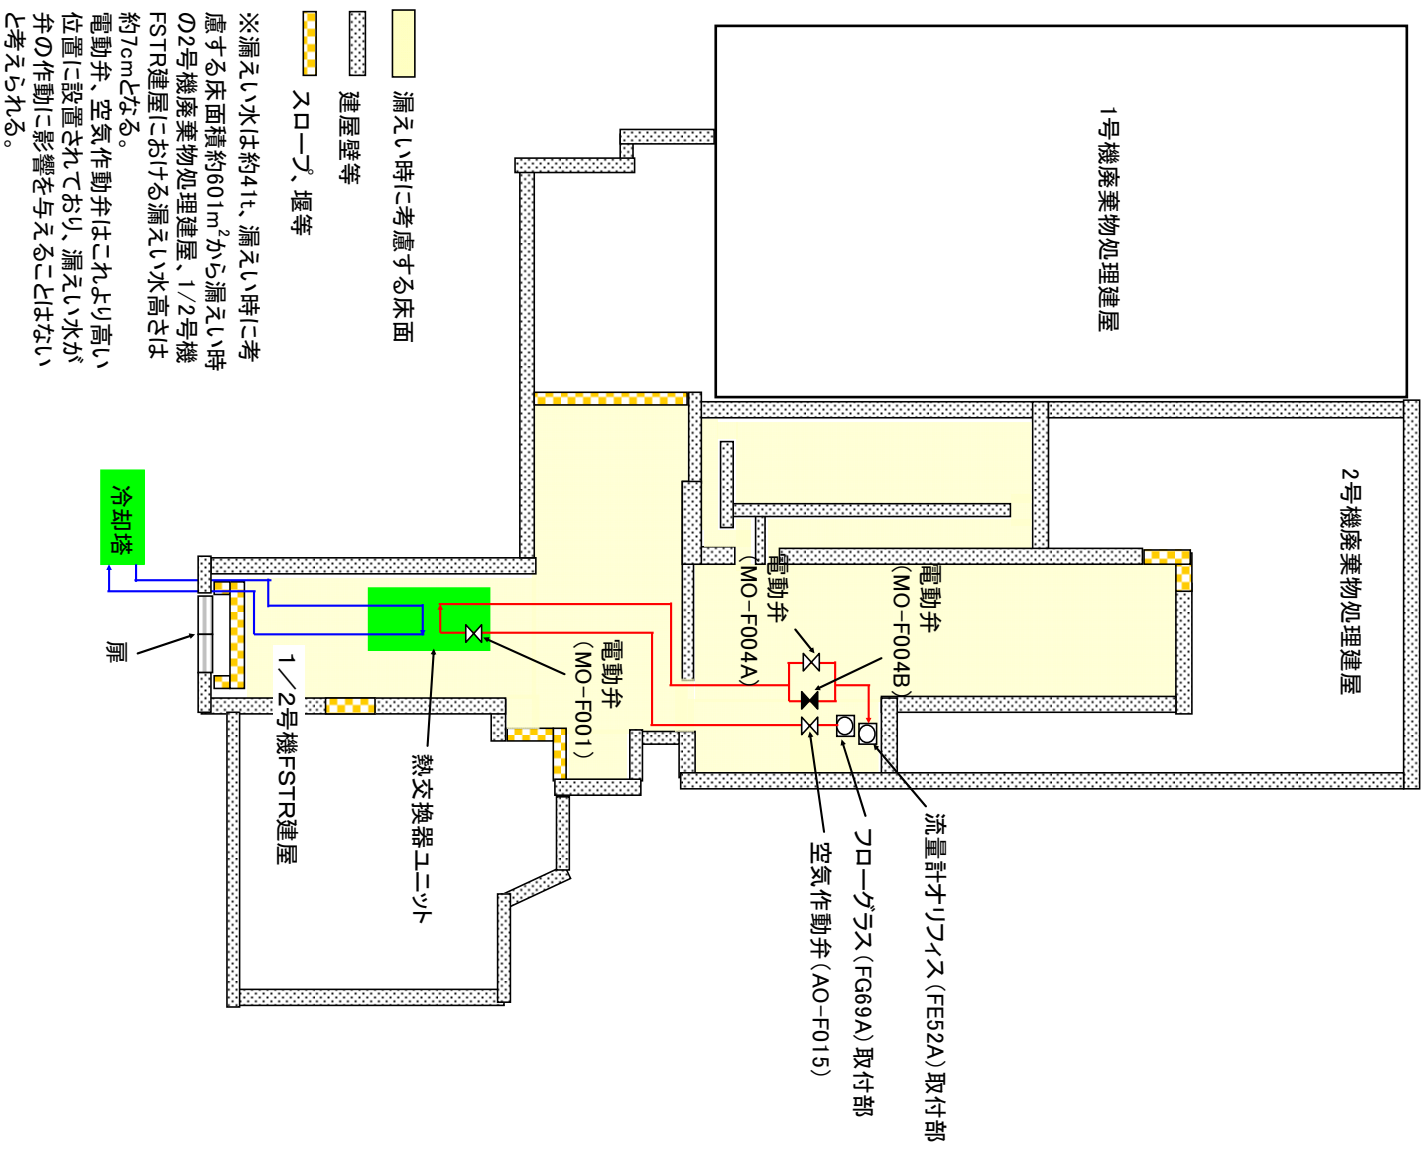 1号機廃棄物処理建屋
2号機廃棄物処理建屋
電動弁
(MO-F004B)
電動弁
(MO-F004A)
電動弁
(MO-F001)
流量計オリフィス(FE52A)取付部
フローグラス(FG69A)取付部
空気作動弁(AO-F015)
熱交換器ユニット
1/2号機FSTR建屋
冷却塔
扉
漏えい時に考慮する床面
建屋壁等
スロープ、堰等
※漏えい水は約41t、漏えい時に考
慮する床面積約601m²から漏えい時
の2号機廃棄物処理建屋、1/2号機
FSTR建屋における漏えい水高さは
約7cmとなる。
電動弁、空気作動弁はこれより高い
位置に設置されており、漏えい水が
弁の作動に影響を与えることはない
と考えられる。